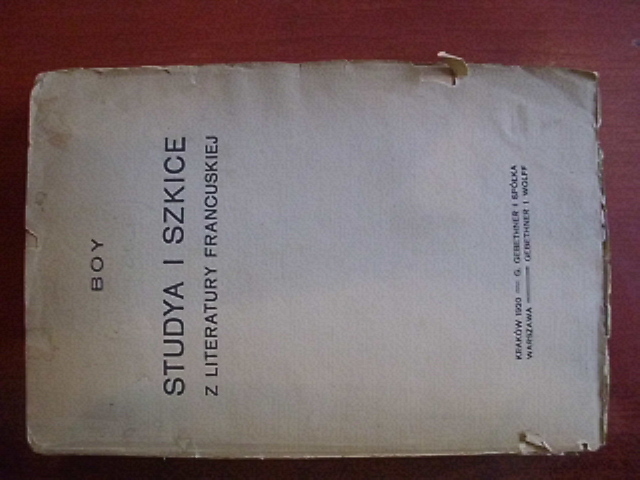 BOY
STUDYA I SZKICE
Z LITERATURY FRANCUSKIEJ
KRAKÓW 1920 — G. GEBETHNER I SPÓŁKA
WARSZAWA — GEBETHNER I WOLFF